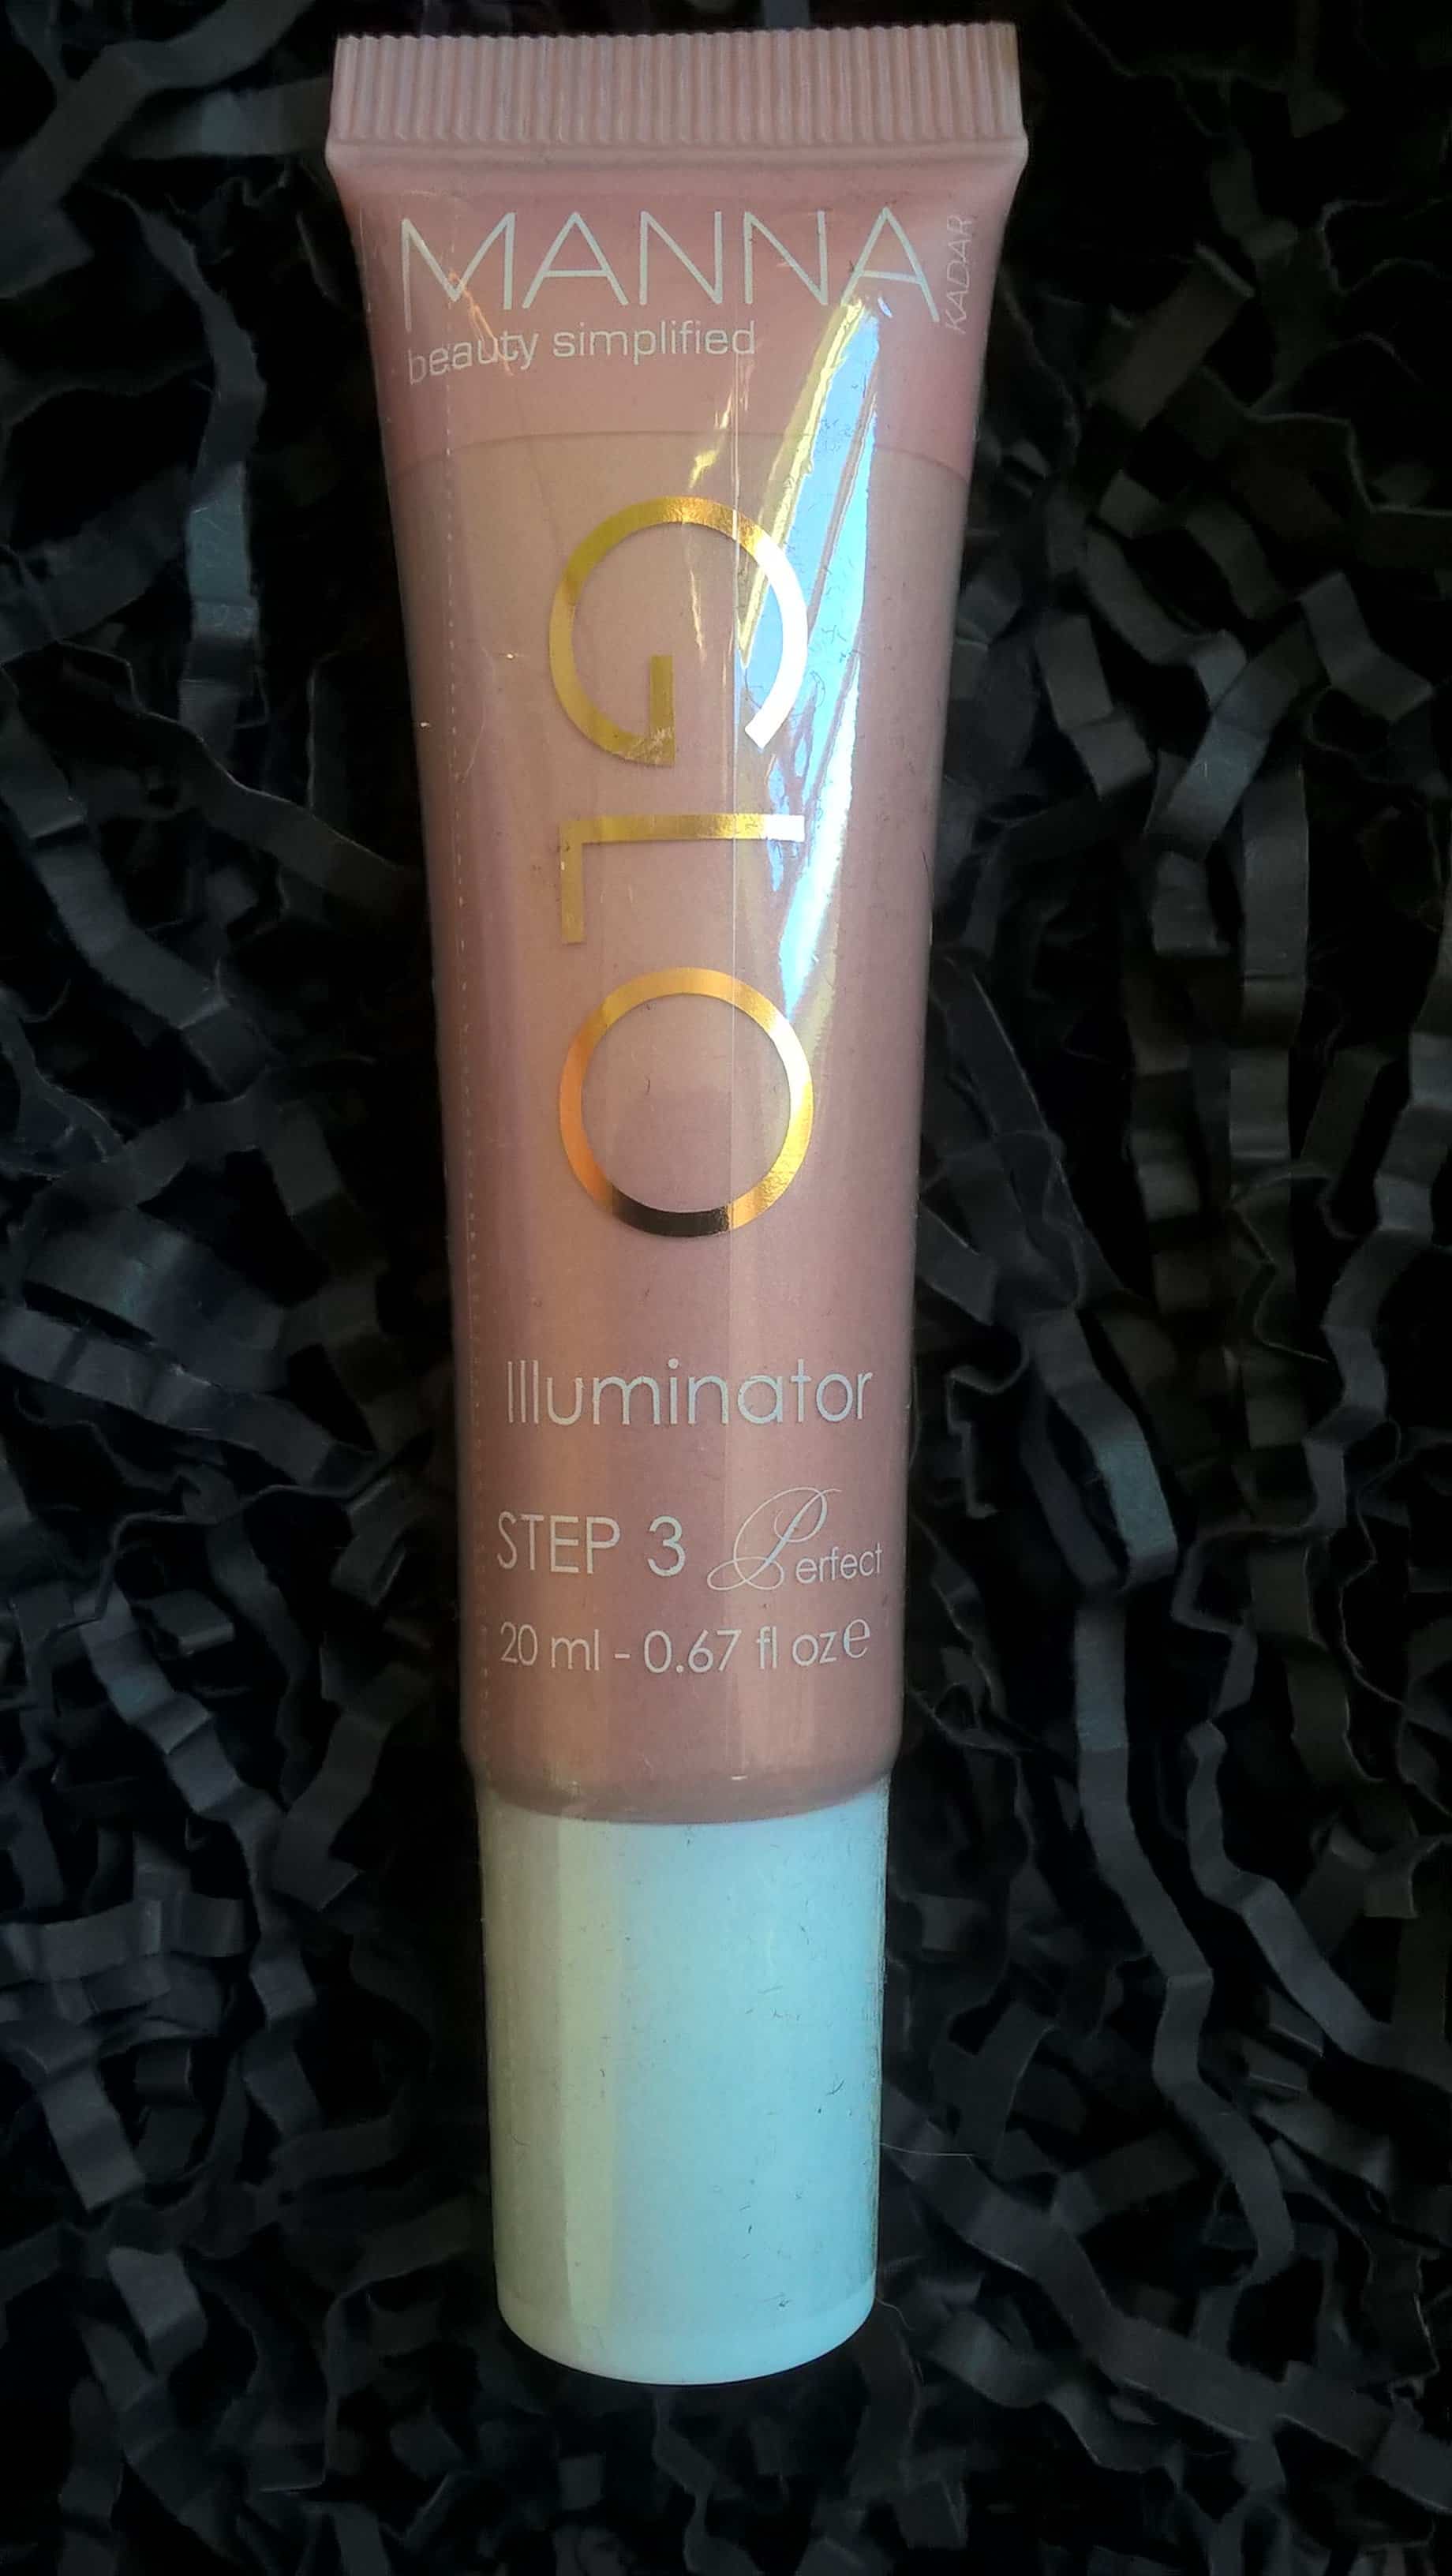 MANNA KADAR
beauty simplified
GLO
Illuminator
STEP 3 Perfect
20 ml - 0.67 fl oz e